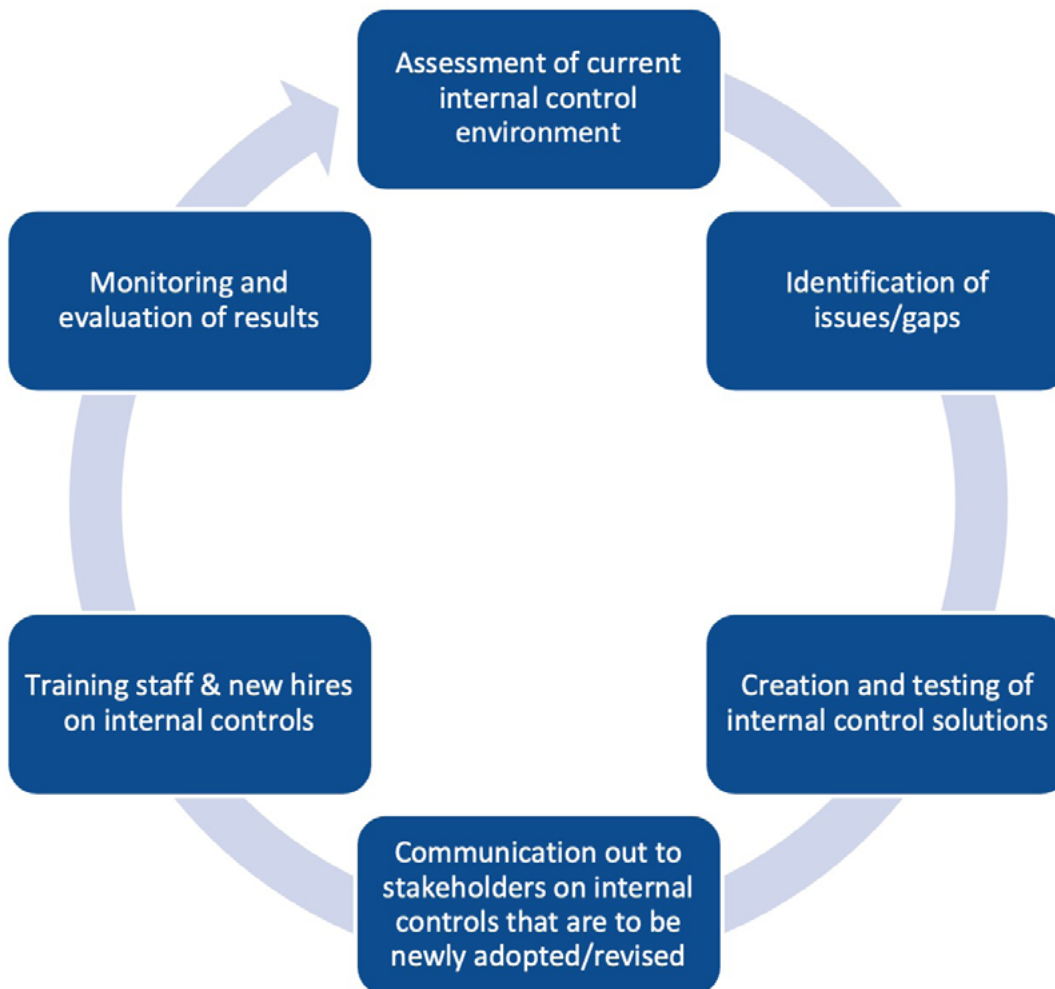 Assessment of current
internal control
environment
Identification of
issues/gaps
Creation and testing of
internal control solutions
Communication out to
stakeholders on internal
controls that are to be
newly adopted/revised
Training staff & new hires
on internal controls
Monitoring and
evaluation of results